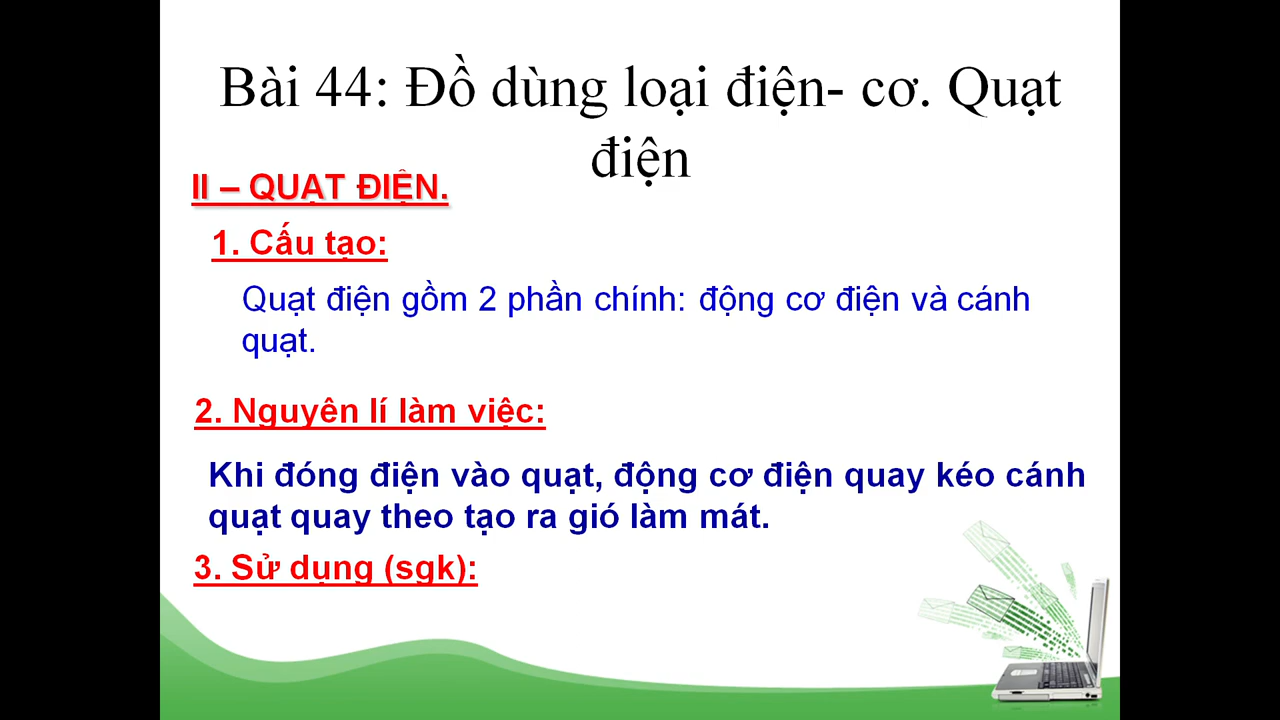 Bài 44: Đồ dùng loại điện- cơ. Quạt
điện
II – QUẠT ĐIỆN.
1. Cấu tạo:
Quạt điện gồm 2 phần chính: động cơ điện và cánh
quạt.
2. Nguyên lí làm việc:
Khi đóng điện vào quạt, động cơ điện quay kéo cánh
quạt quay theo tạo ra gió làm mát.
3. Sử dụng (sgk):